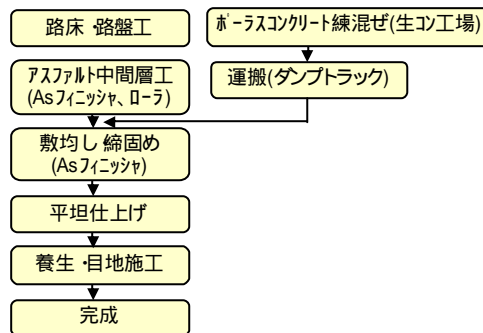 路床・路盤工
ﾎﾟｰﾗｽｺﾝｸﾘｰﾄ練混ぜ(生コン工場)
ｱｽﾌｧﾙﾄ中間層工
(Asﾌｨﾆｯｼｬ、ﾛｰﾗ)
運搬(ダンプトラック)
敷均し・締固め
(Asﾌｨﾆｯｼｬ)
平坦仕上げ
養生・目地施工
完成